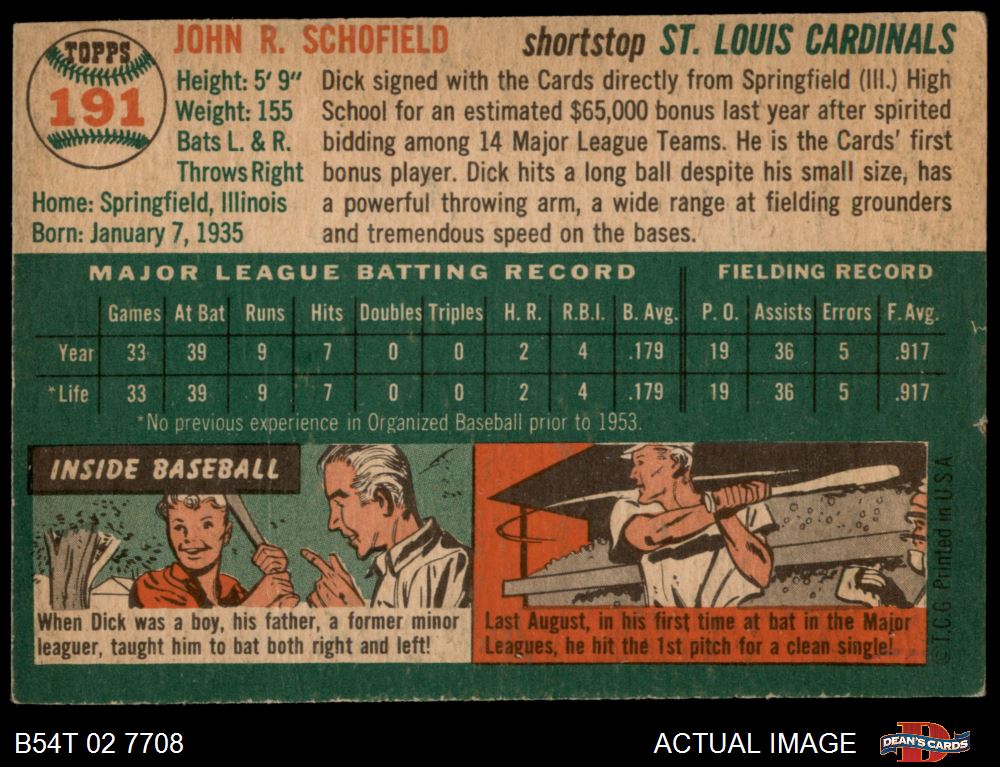 TOPPS
191
JOHN R. SCHOFIELD shortstop ST. LOUIS CARDINALS
Height: 5' 9"
Weight: 155
Bats L. & R.
Throws Right
Home: Springfield, Illinois
Born: January 7, 1935
Dick signed with the Cards directly from Springfield (Ill.) High
School for an estimated $65,000 bonus last year after spirited
bidding among 14 Major League Teams. He is the Cards' first
bonus player. Dick hits a long ball despite his small size, has
a powerful throwing arm, a wide range at fielding grounders
and tremendous speed on the bases.
MAJOR LEAGUE BATTING RECORD FIELDING RECORD
Games At Bat Runs Hits Doubles Triples H. R. R.B.I. B. Avg. P. O. Assists Errors F. Avg.
Year 33 39 9 7 0 0 2 4 .179 19 36 5 .917
*Life 33 39 9 7 0 0 2 4 .179 19 36 5 .917
*No previous experience in Organized Baseball prior to 1953.
INSIDE BASEBALL
When Dick was a boy, his father, a former minor
leaguer, taught him to bat both right and left!
Last August, in his first time at bat in the Major
Leagues, he hit the 1st pitch for a clean single!
© T.C.G. Printed in U.S.A
B54T 02 7708
ACTUAL IMAGE
D
DEAN'S CARDS